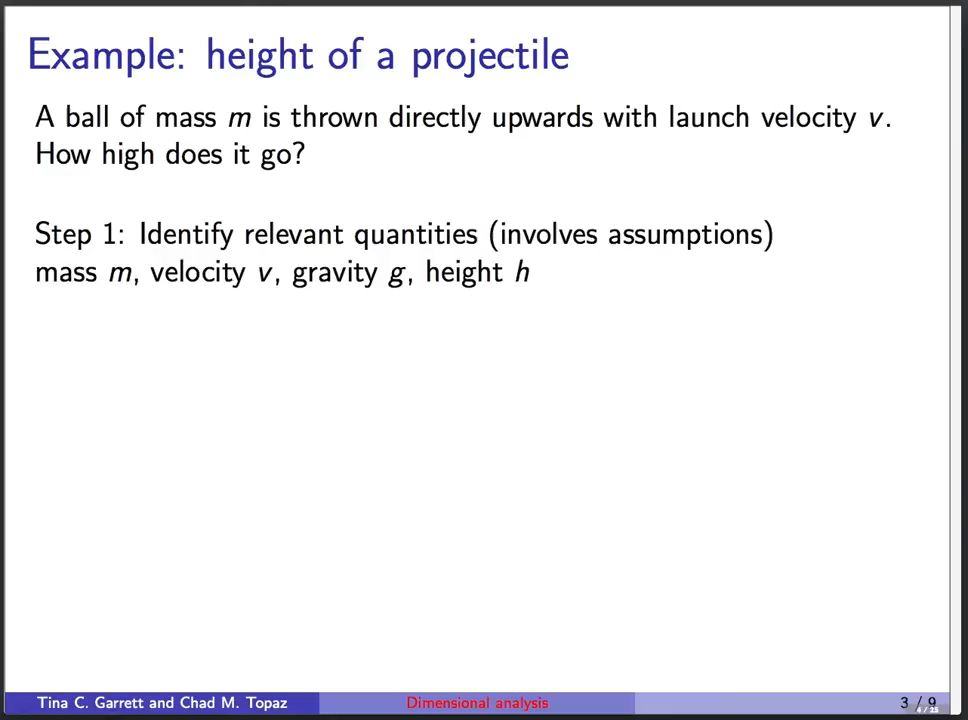 Example: height of a projectile
A ball of mass m is thrown directly upwards with launch velocity v.
How high does it go?
Step 1: Identify relevant quantities (involves assumptions)
mass m, velocity v, gravity g, height h
Tina C. Garrett and Chad M. Topaz Dimensional analysis 3 / 9
4 / 15